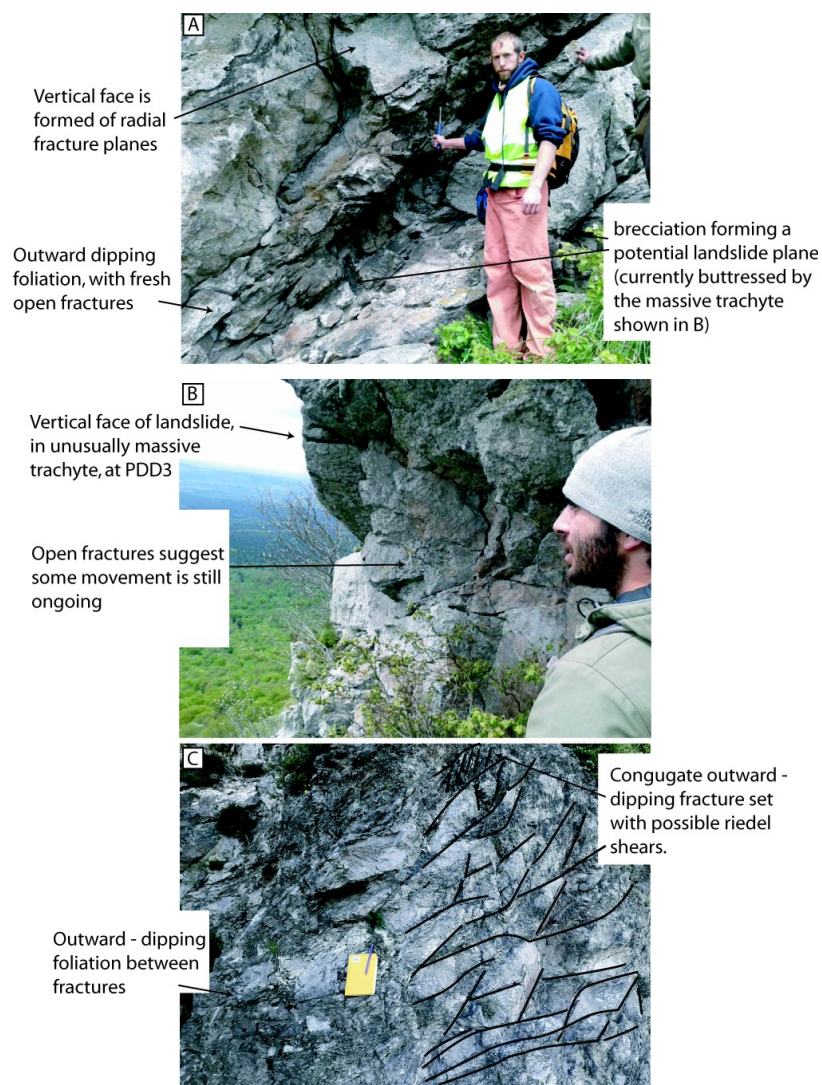 A
Vertical face is
formed of radial
fracture planes
Outward dipping
foliation, with fresh
open fractures
brecciation forming a
potential landslide plane
(currently buttressed by
the massive trachyte
shown in B)
B
Vertical face of landslide,
in unusually massive
trachyte, at PDD3
Open fractures suggest
some movement is still
ongoing
C
Congugate outward -
dipping fracture set
with possible riedel
shears.
Outward - dipping
foliation between
fractures